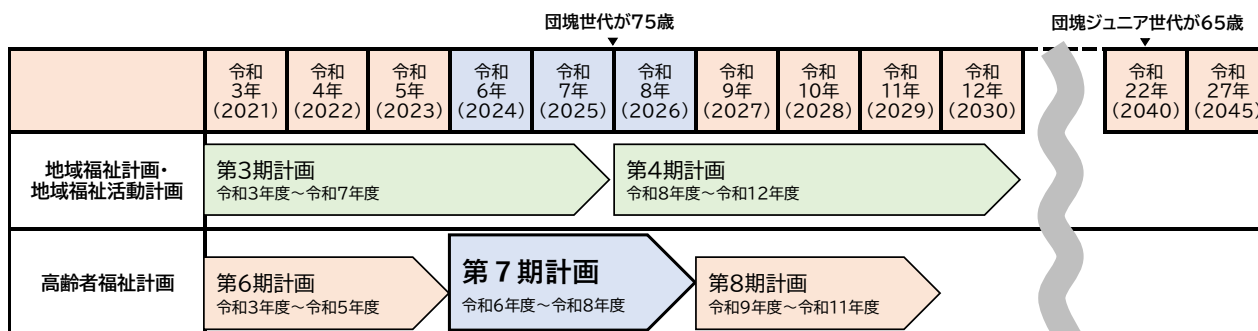 団塊世代が75歳
▼
団塊ジュニア世代が65歳
▼
令和
3年
(2021)
令和
4年
(2022)
令和
5年
(2023)
令和
6年
(2024)
令和
7年
(2025)
令和
8年
(2026)
令和
9年
(2027)
令和
10年
(2028)
令和
11年
(2029)
令和
12年
(2030)
令和
22年
(2040)
令和
27年
(2045)
地域福祉計画・
地域福祉活動計画
第3期計画
令和3年度～令和7年度
第4期計画
令和8年度～令和12年度
高齢者福祉計画
第6期計画
令和3年度～令和5年度
第７期計画
令和6年度～令和8年度
第8期計画
令和9年度～令和11年度